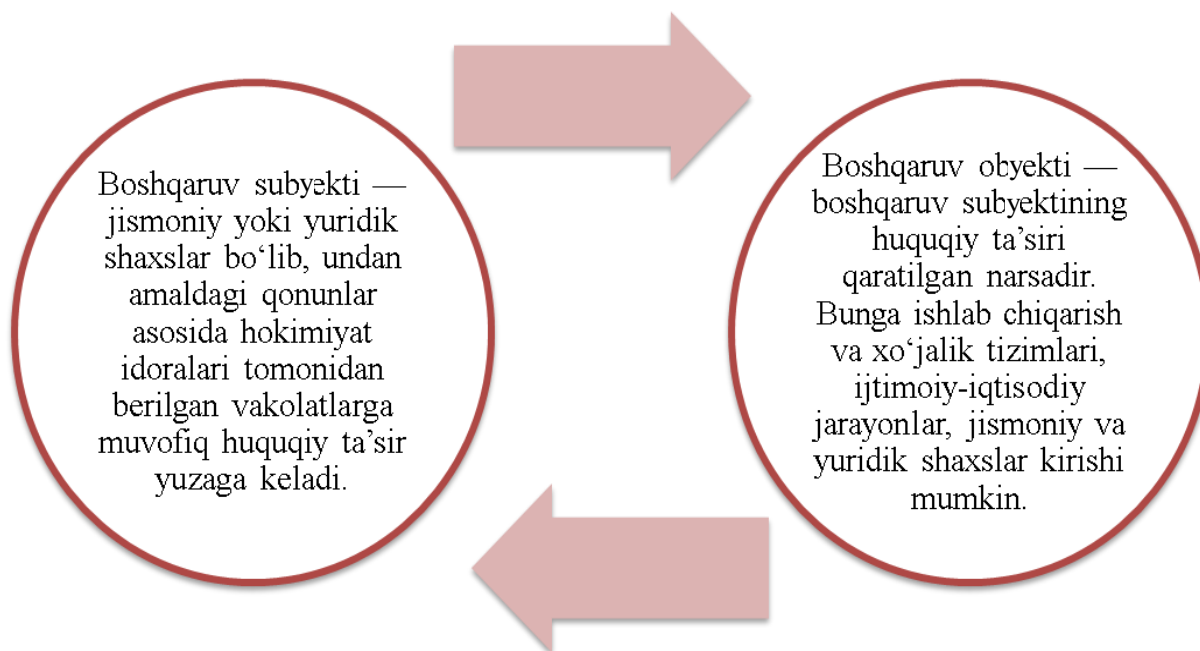 Boshqaruv subyekti —
jismoniy yoki yuridik
shaxslar bo‘lib, undan
amaldagi qonunlar
asosida hokimiyat
idoralari tomonidan
berilgan vakolatlarga
muvofiq huquqiy ta’sir
yuzaga keladi.
Boshqaruv obyekti —
boshqaruv subyektining
huquqiy ta’siri
qaratilgan narsadir.
Bunga ishlab chiqarish
va xo‘jalik tizimlari,
ijtimoiy-iqtisodiy
jarayonlar, jismoniy va
yuridik shaxslar kirishi
mumkin.